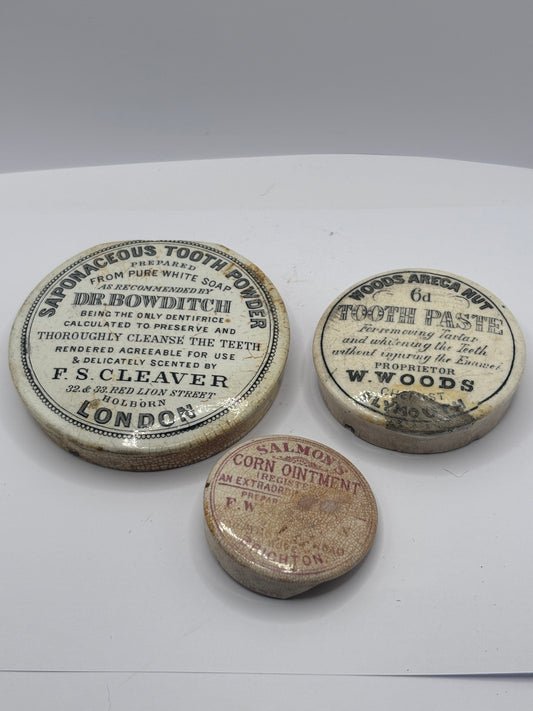 SAPONACEOUS TOOTH POWDER
PREPARED
FROM PURE WHITE SOAP
AS RECOMMENDED BY
DR. BOWDITCH
BEING THE ONLY DENTIFRICE
CALCULATED TO PRESERVE AND
THOROUGHLY CLEANSE THE TEETH
RENDERED AGREEABLE FOR USE
& DELICATELY SCENTED BY
F. S. CLEAVER
32 & 33. RED LION STREET
HOLBORN
LONDON
WOODS ARECA NUT
6d
TOOTH PASTE
For removing Tartar
and whitening the Teeth
without injuring the Enamel
PROPRIETOR
W. WOODS
PLYMOUTH
SALMON'S
CORN OINTMENT
AN
PREPAR
F. W
BRIGHTON